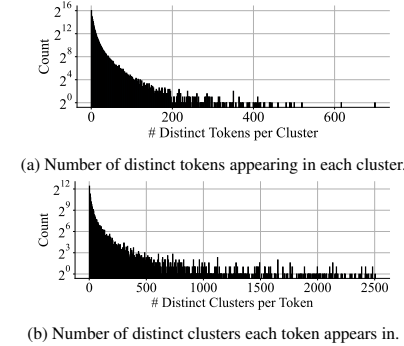 2^16
2^12
2^8
2^4
2^0
Count
0 200 400 600
# Distinct Tokens per Cluster
(a) Number of distinct tokens appearing in each cluster.
2^12
2^9
2^6
2^3
2^0
Count
0 500 1000 1500 2000 2500
# Distinct Clusters per Token
(b) Number of distinct clusters each token appears in.